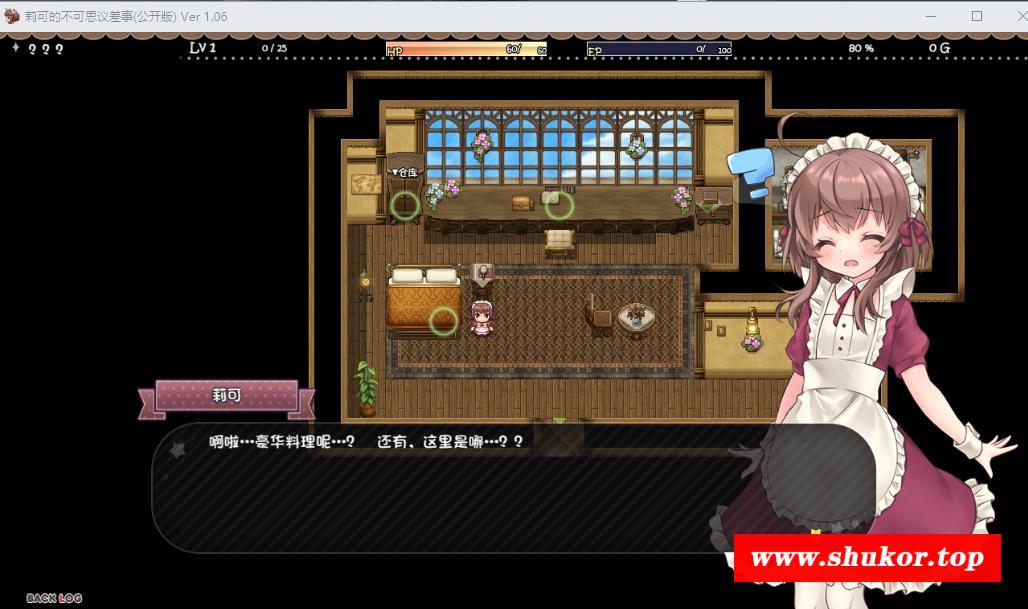 莉可的不可思议差事(公开版) Ver 1.06
？？？ LV 1 0/25 HP 60/ 60 EP 0/ 100 80 % 0 G
▼仓库
莉可
啊啦…豪华料理呢…? 还有、这里是哪…？？
www.shukor.top
BACK LOG